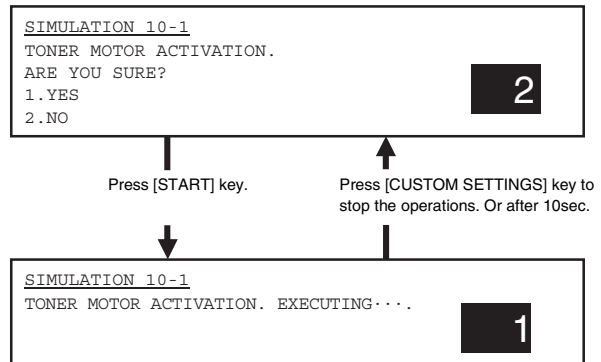 SIMULATION 10-1
TONER MOTOR ACTIVATION.
ARE YOU SURE?
1.YES
2.NO
2
Press [START] key.
Press [CUSTOM SETTINGS] key to
stop the operations. Or after 10sec.
SIMULATION 10-1
TONER MOTOR ACTIVATION. EXECUTING···.
1